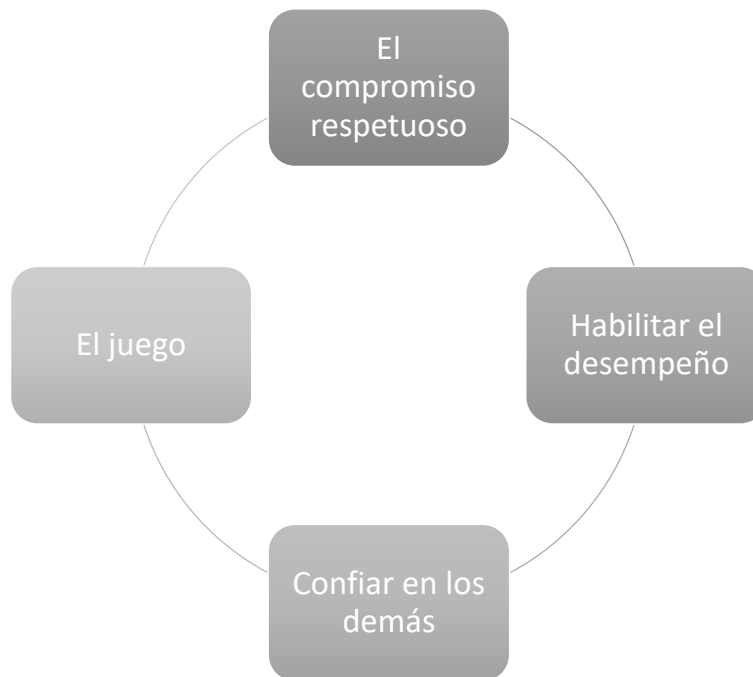 El
compromiso
respetuoso
Habilitar el
desempeño
Confiar en los
demás
El juego